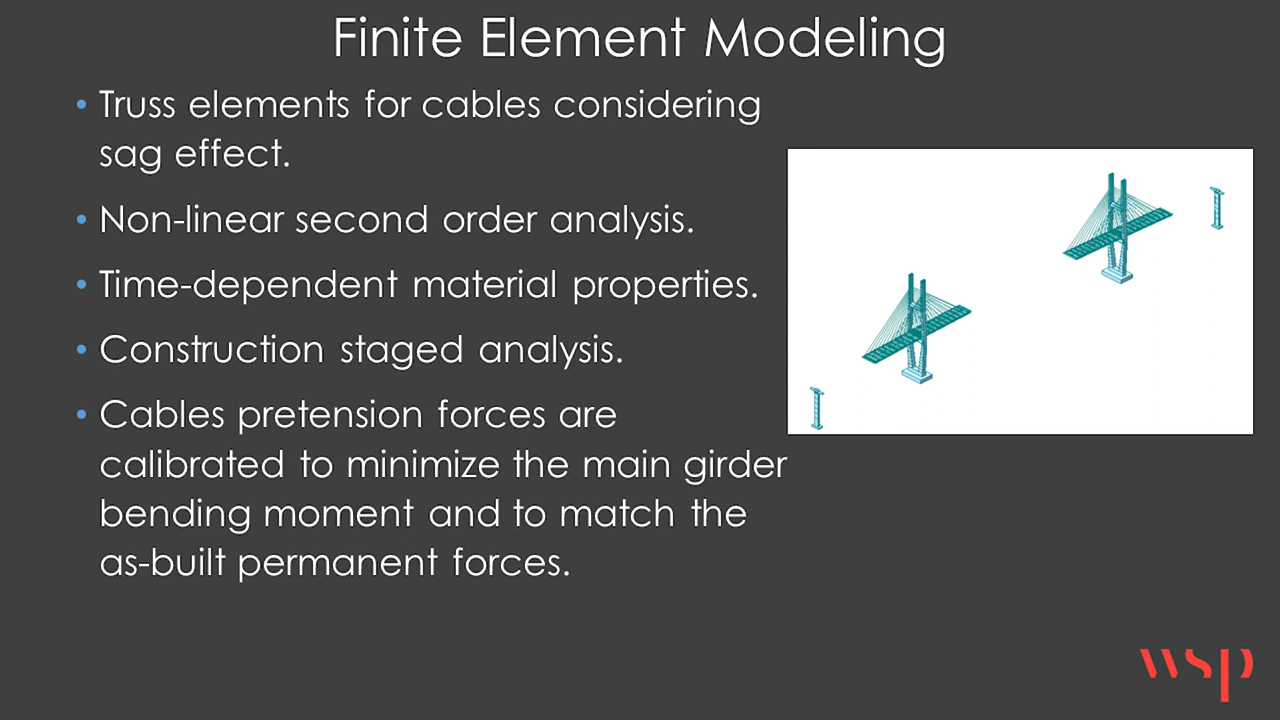 Finite Element Modeling
• Truss elements for cables considering
sag effect.
• Non-linear second order analysis.
• Time-dependent material properties.
• Construction staged analysis.
• Cables pretension forces are
calibrated to minimize the main girder
bending moment and to match the
as-built permanent forces.
wsp